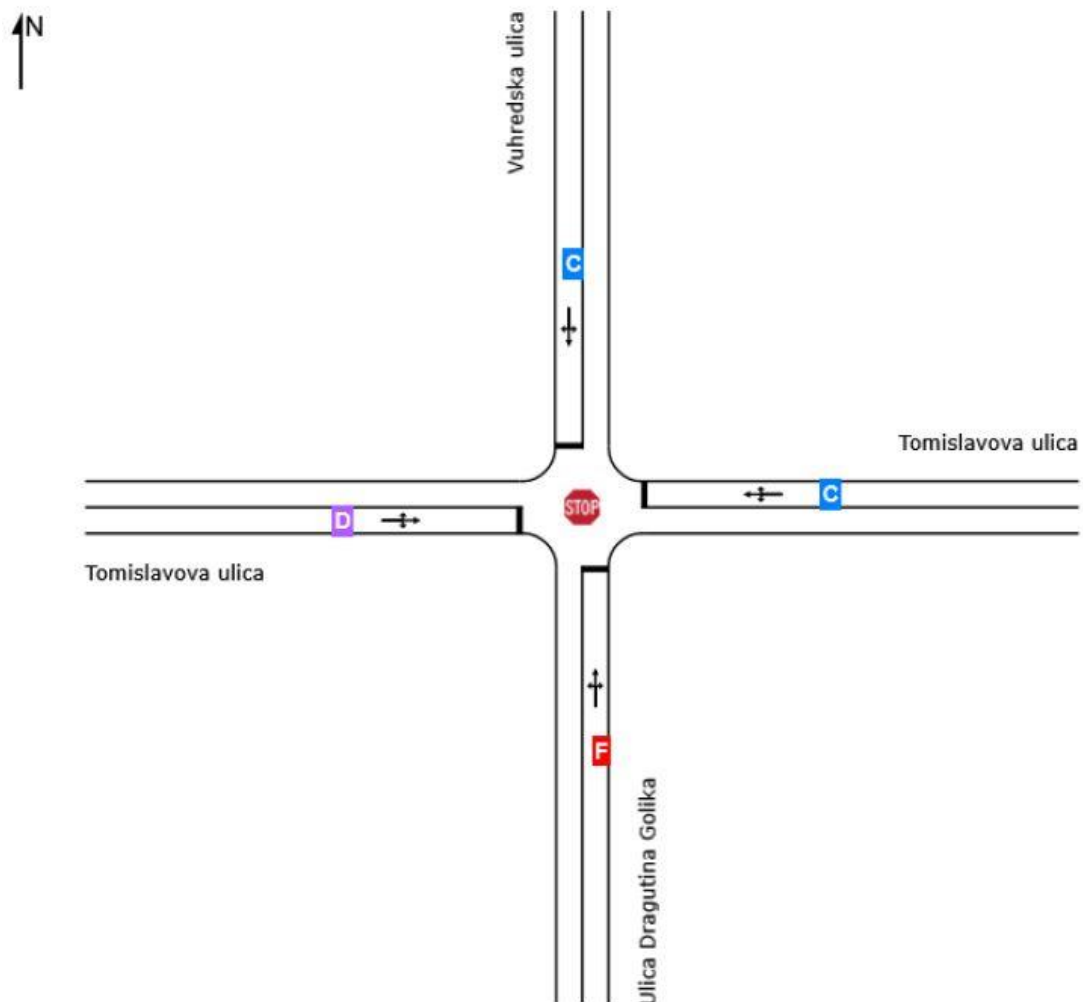 N
Vuhredska ulica
C
Tomislavova ulica
C
STOP
D
Tomislavova ulica
F
Ulica Dragutina Golika